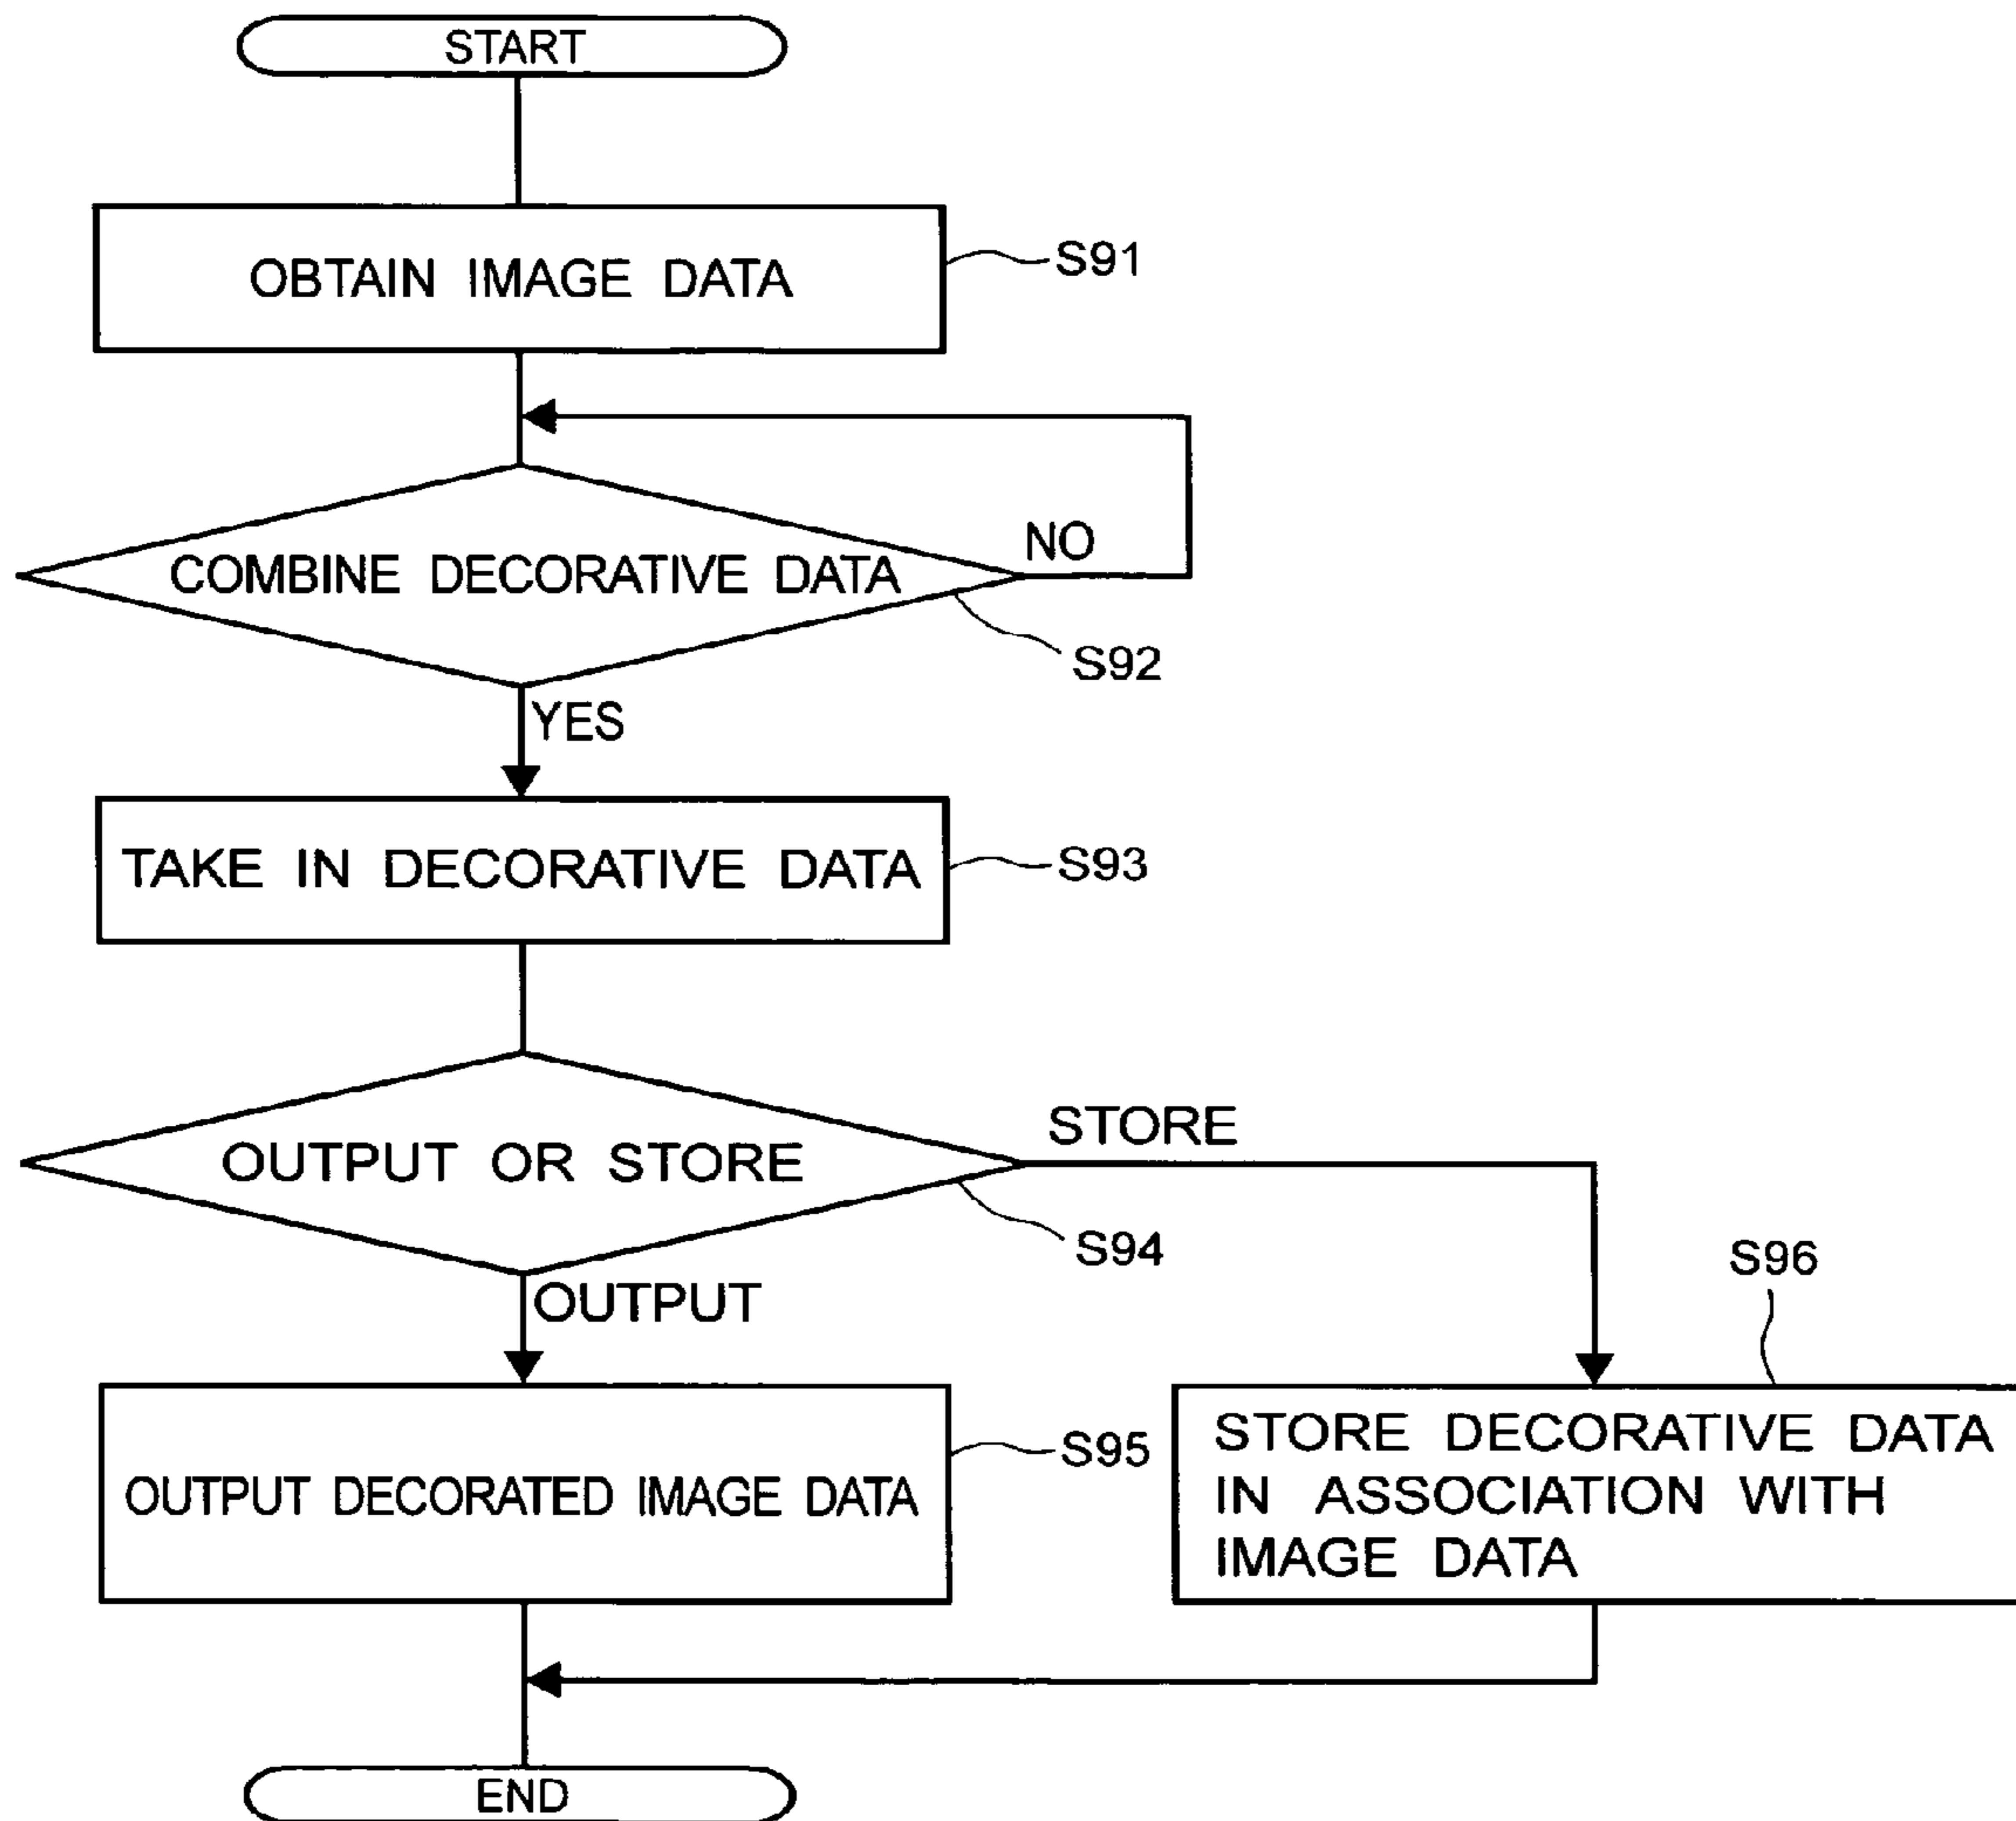 START
OBTAIN IMAGE DATA
S91
COMBINE DECORATIVE DATA
NO
S92
YES
TAKE IN DECORATIVE DATA
S93
OUTPUT OR STORE
STORE
S94
OUTPUT
S96
OUTPUT DECORATED IMAGE DATA
S95
STORE DECORATIVE DATA
IN ASSOCIATION WITH
IMAGE DATA
END